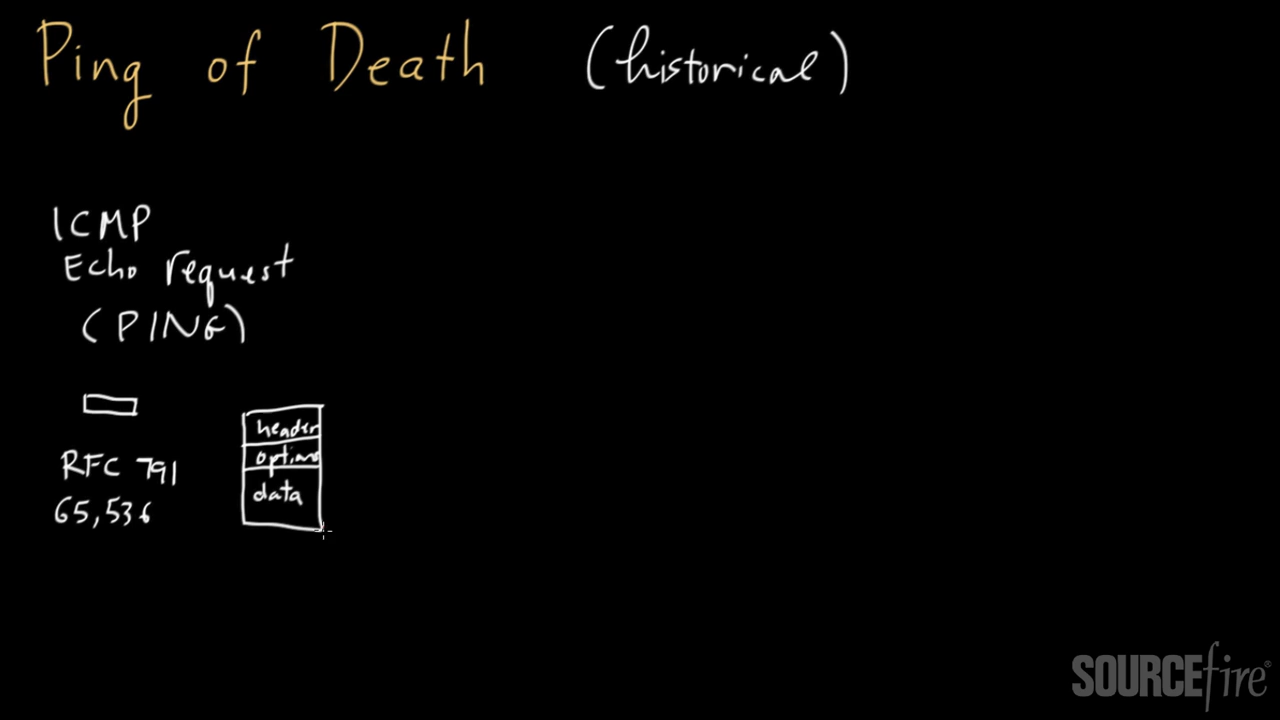 Ping of Death (historical)
ICMP
Echo request
(PING)
RFC 791
65,536
header
options
data
SOURCEfire®